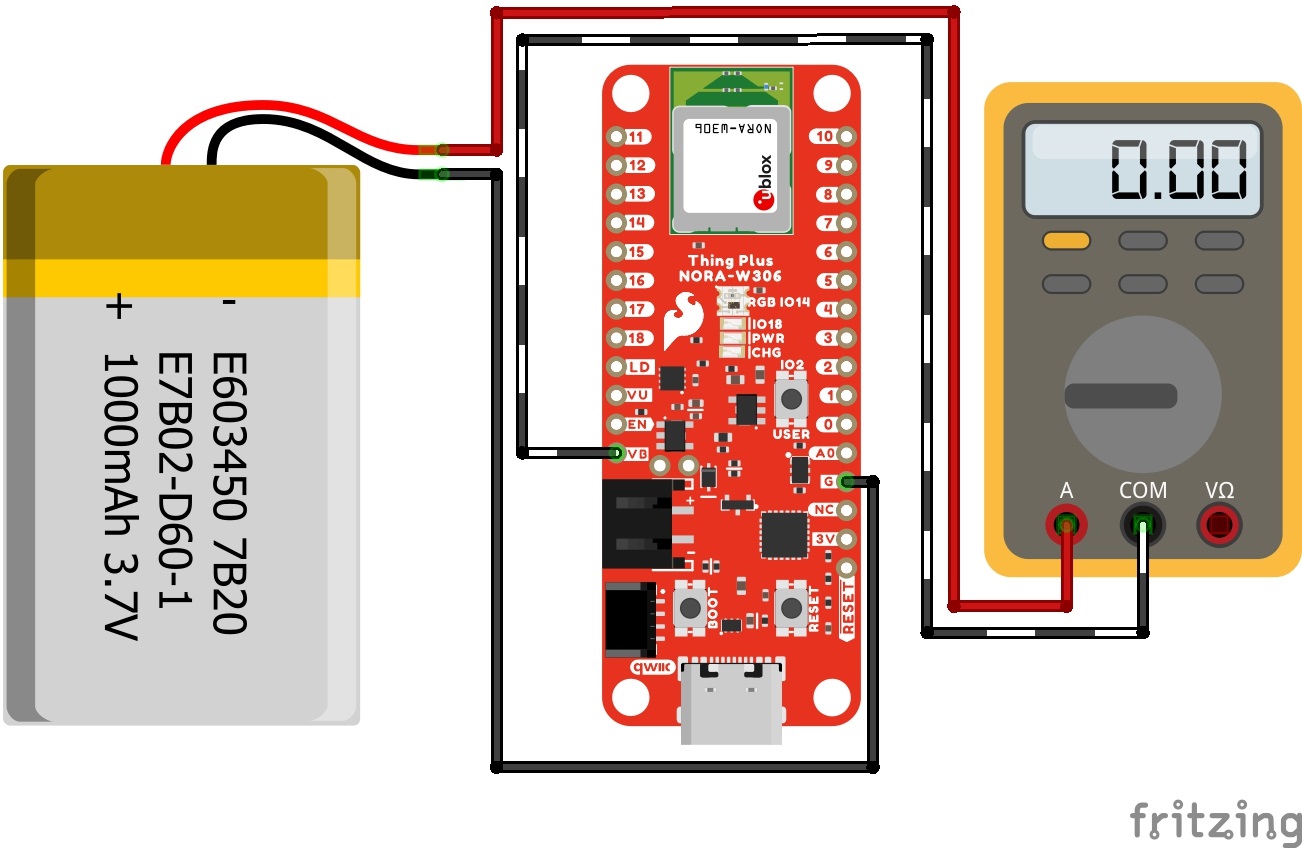 E603450 7B20
E7B02-D60-1
+ 1000mAh 3.7V
-
NORA-W306
ublox
Thing Plus
NORA-W306
RGB IO14
IO18
PWR
CHG
IO2
USER
11
12
13
14
15
16
17
18
LD
VU
EN
VB
10
9
8
7
6
5
4
3
2
1
0
A0
G
NC
3V
RESET
+
-
BOOT
RESET
qwiic
0.00
A
COM
VΩ
fritzing